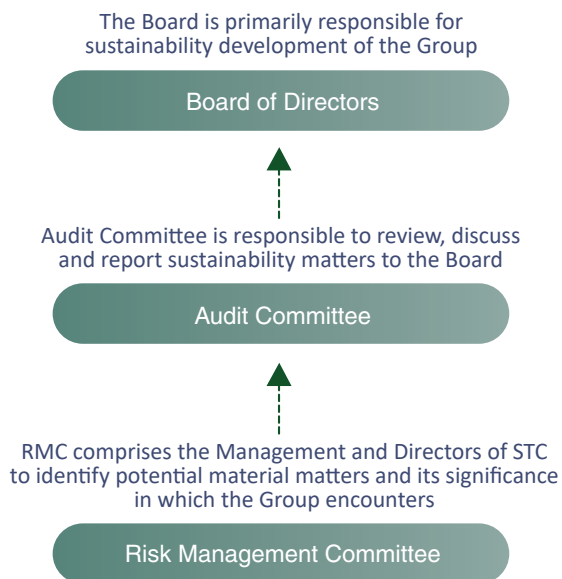 The Board is primarily responsible for
sustainability development of the Group
Board of Directors
Audit Committee is responsible to review, discuss
and report sustainability matters to the Board
Audit Committee
RMC comprises the Management and Directors of STC
to identify potential material matters and its significance
in which the Group encounters
Risk Management Committee